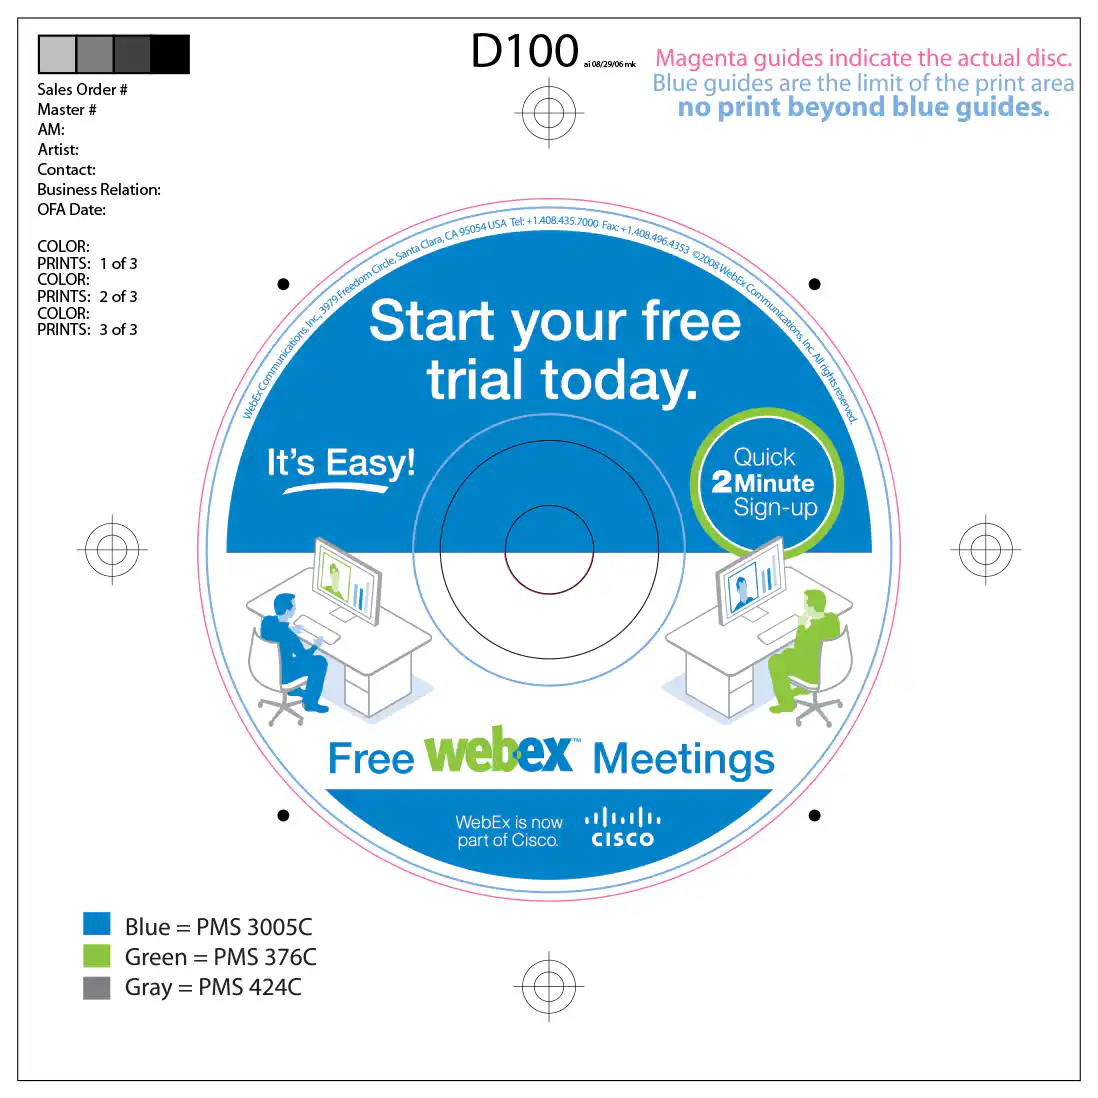 D100 ai 08/29/06 mk
Magenta guides indicate the actual disc.
Blue guides are the limit of the print area
no print beyond blue guides.
Sales Order #
Master #
AM:
Artist:
Contact:
Business Relation:
OFA Date:
COLOR:
PRINTS: 1 of 3
COLOR:
PRINTS: 2 of 3
COLOR:
PRINTS: 3 of 3
WebEx Communications, Inc., 3979 Freedom Circle, Santa Clara, CA 95054 USA Tel: +1.408.435.7000 Fax: +1.408.496.4353 ©2008 WebEx Communications, Inc. All rights reserved.
Start your free
trial today.
It's Easy!
Quick
2 Minute
Sign-up
Free webex™ Meetings
WebEx is now
part of Cisco.
CISCO
Blue = PMS 3005C
Green = PMS 376C
Gray = PMS 424C